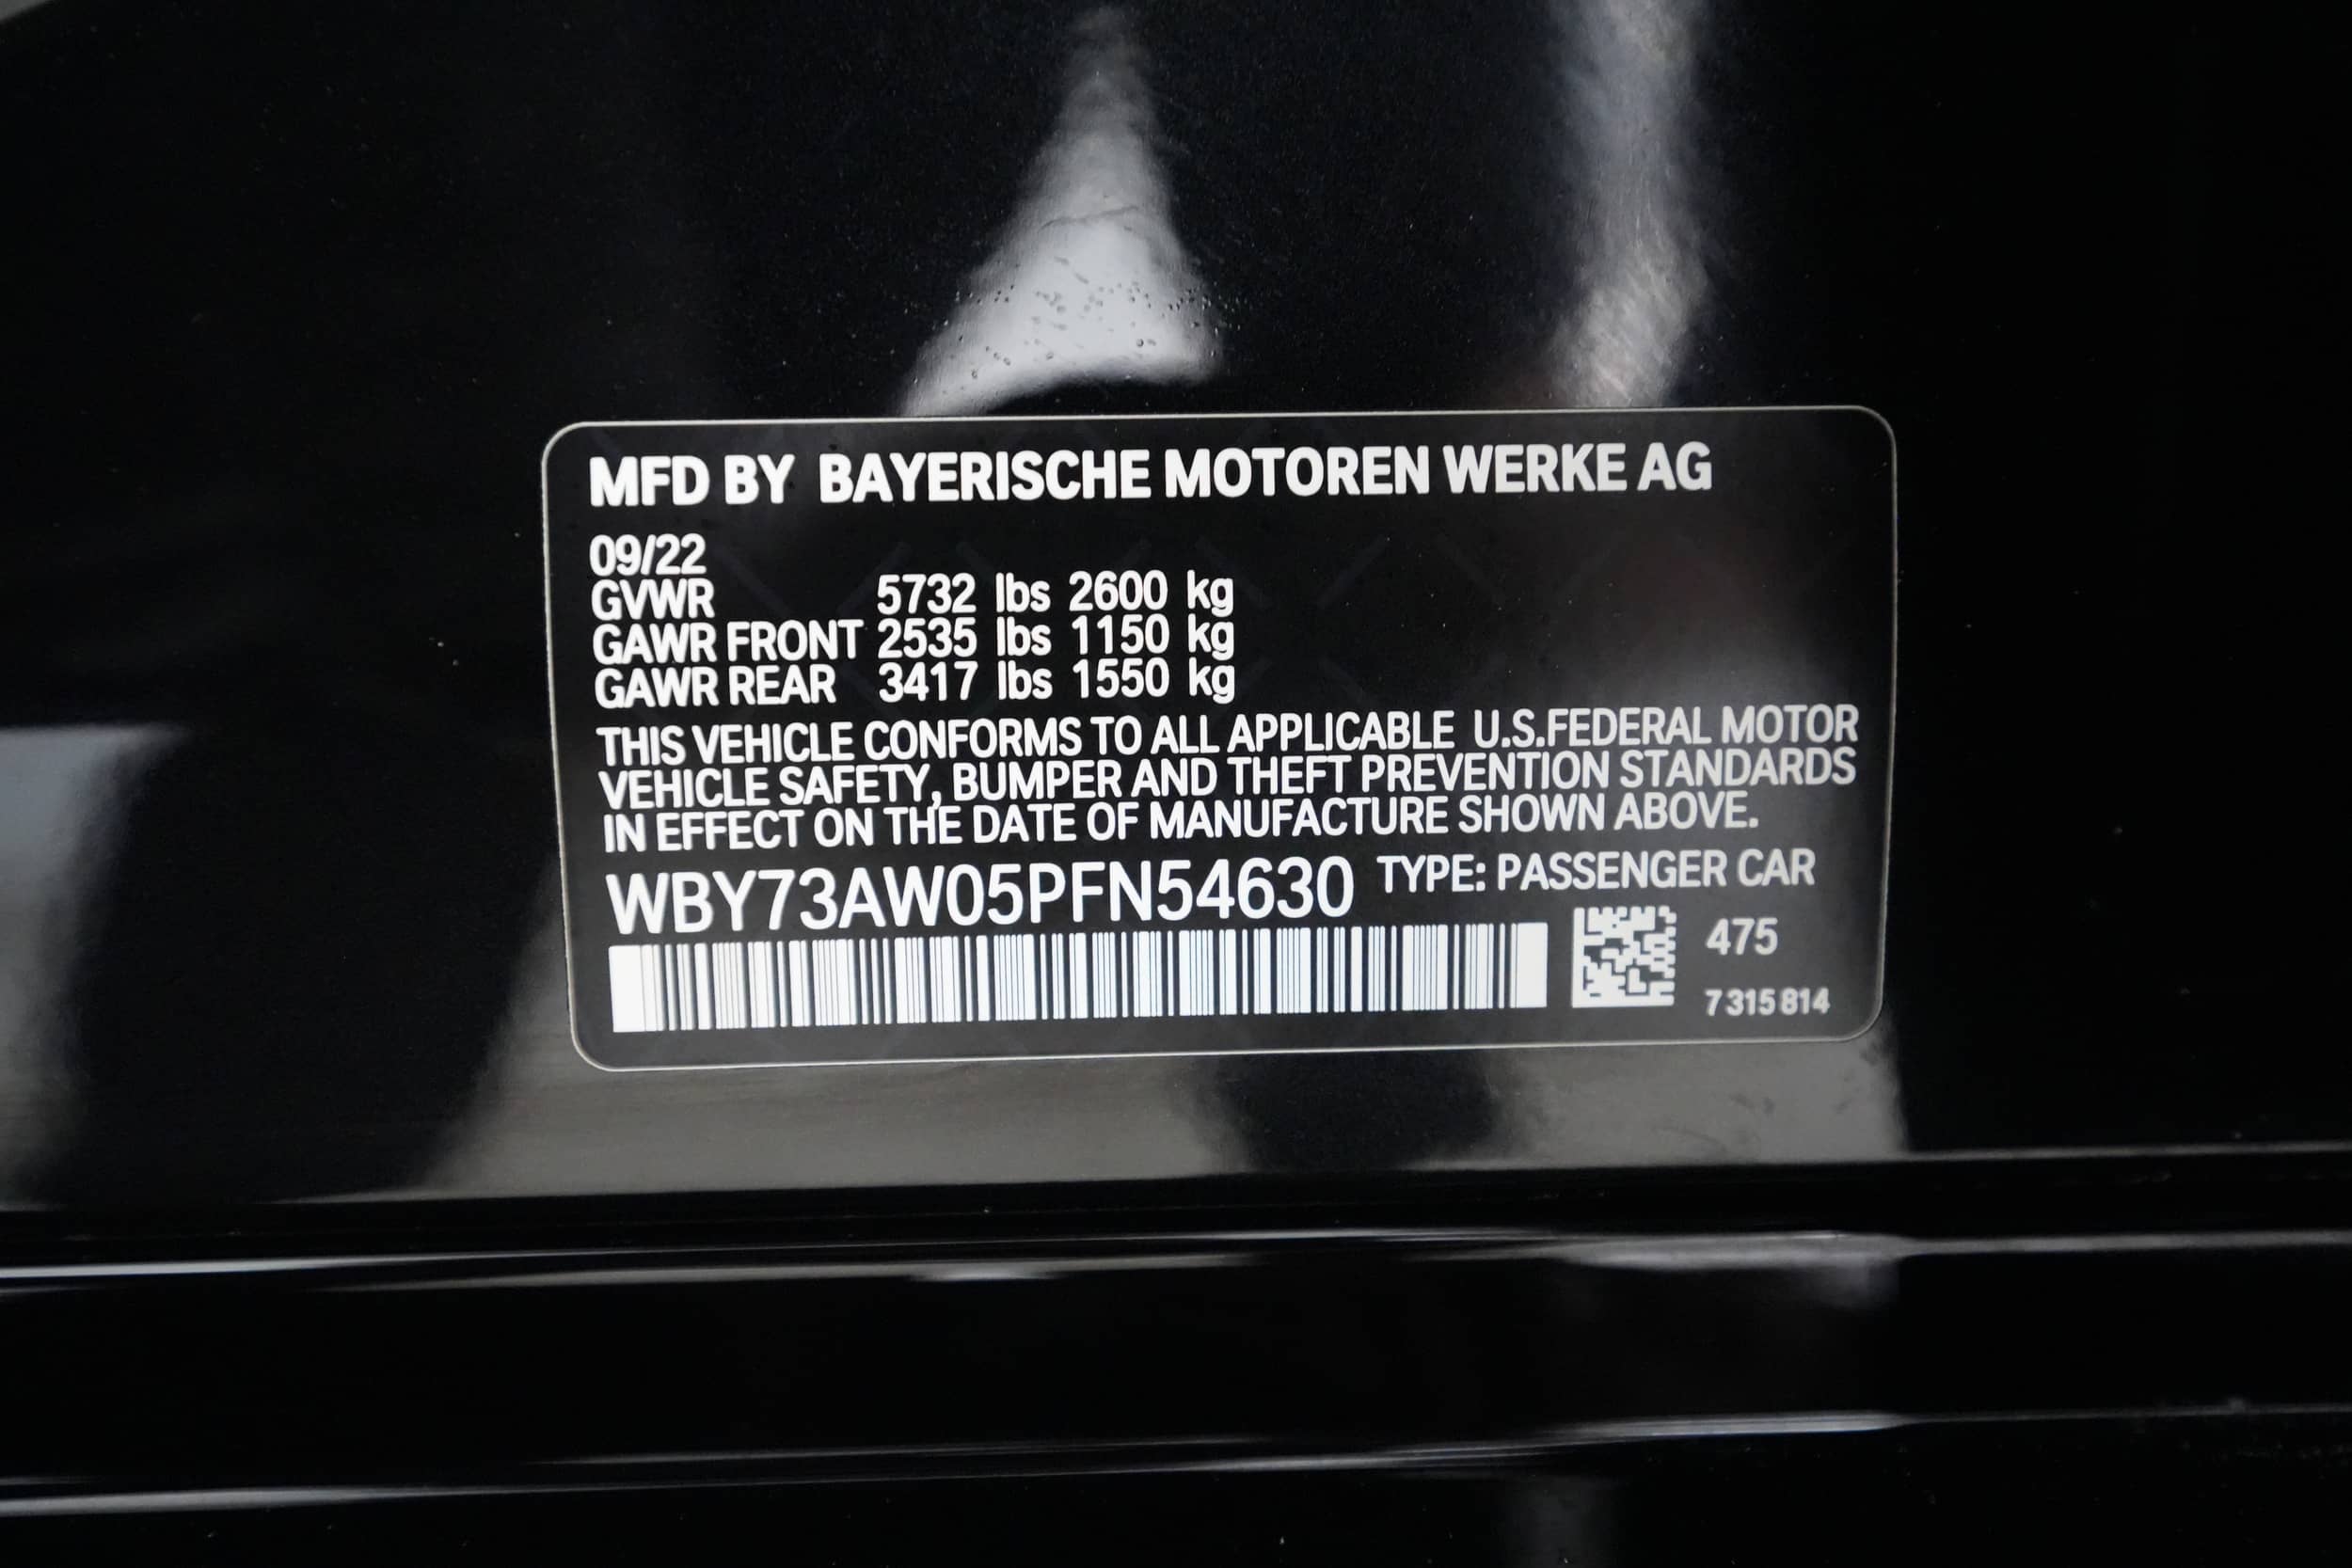 MFD BY BAYERISCHE MOTOREN WERKE AG
09/22
GVWR 5732 lbs 2600 kg
GAWR FRONT 2535 lbs 1150 kg
GAWR REAR 3417 lbs 1550 kg
THIS VEHICLE CONFORMS TO ALL APPLICABLE U.S.FEDERAL MOTOR
VEHICLE SAFETY, BUMPER AND THEFT PREVENTION STANDARDS
IN EFFECT ON THE DATE OF MANUFACTURE SHOWN ABOVE.
WBY73AW05PFN54630 TYPE: PASSENGER CAR
475
7 315 814